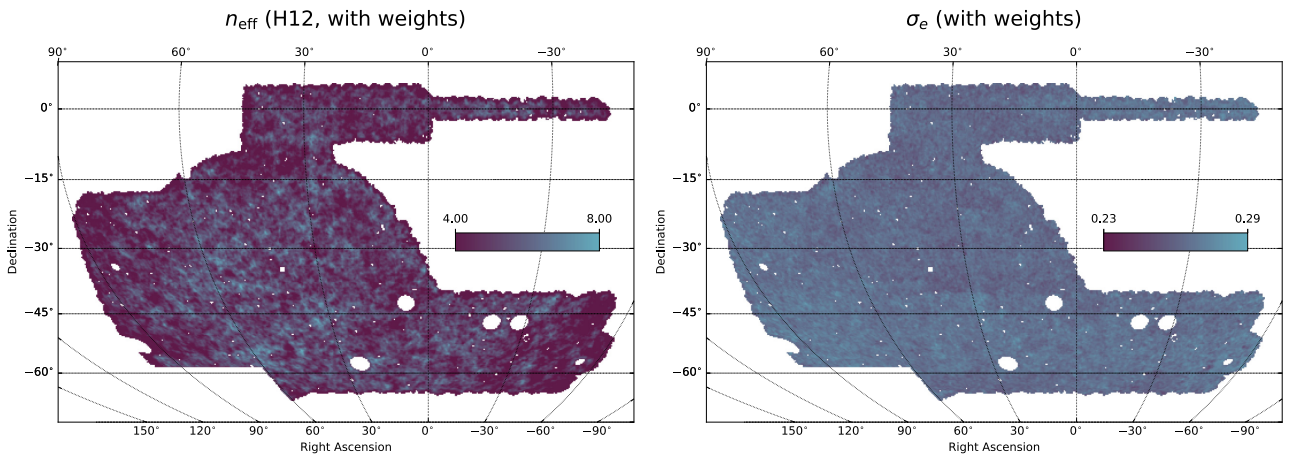 n_eff (H12, with weights)
90° 60° 30° 0° −30°
0°
−15°
−30°
−45°
−60°
Declination
4.00 8.00
150° 120° 90° 60° 30° 0° −30° −60° −90°
Right Ascension
σ_e (with weights)
90° 60° 30° 0° −30°
0°
−15°
−30°
−45°
−60°
Declination
0.23 0.29
150° 120° 90° 60° 30° 0° −30° −60° −90°
Right Ascension